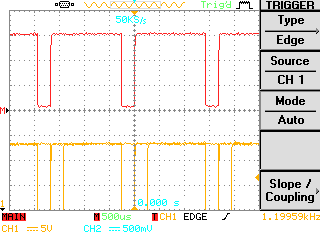 Trig'd
TRIGGER
50KS/s
Type
Edge
Source
CH 1
M
Mode
Auto
Slope /
Coupling
1
0.000 s
MAIN M 500us T CH1 EDGE 1.19959kHz
CH1 5V CH2 500mV